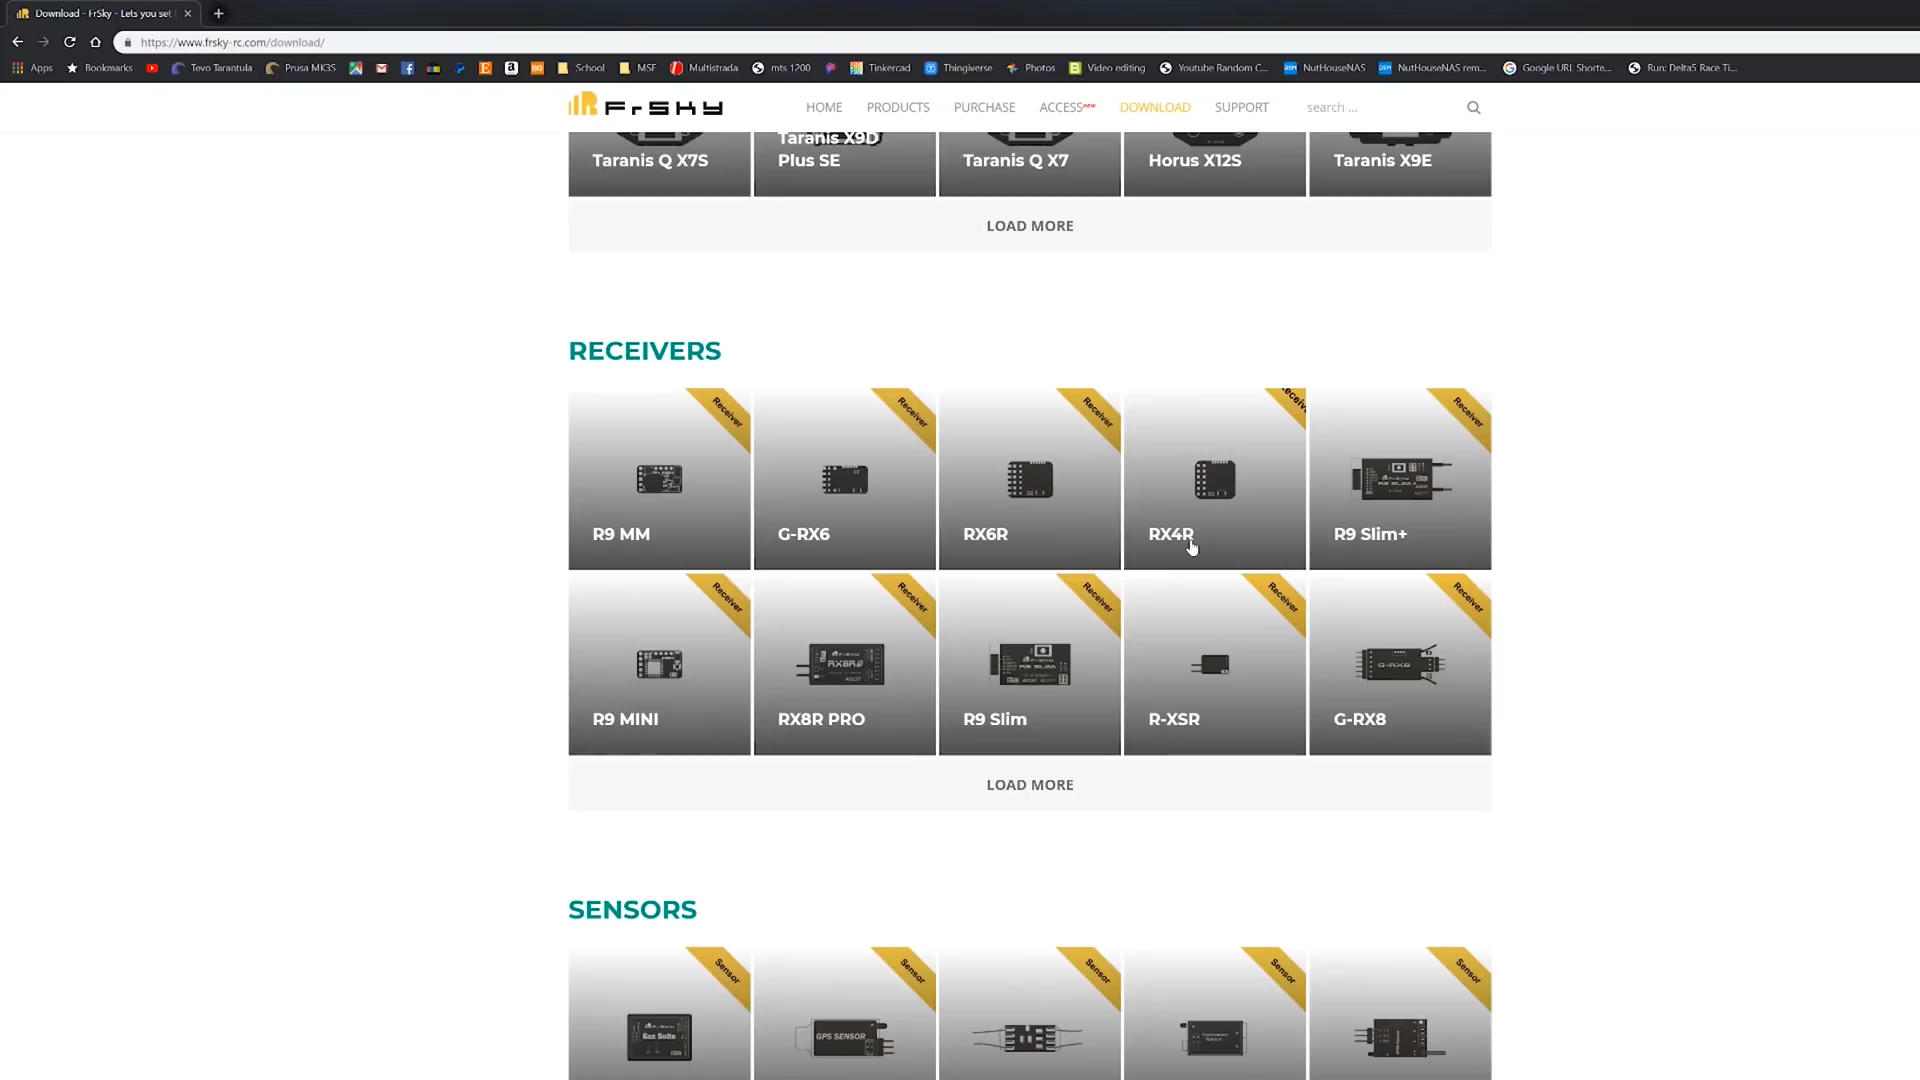 Download - FrSky - Lets you set
https://www.frsky-rc.com/download/
Apps Bookmarks Tevo Tarantula Prusa MK3S School MSF Multistrada mts 1200 Tinkercad Thingiverse Photos Video editing Youtube Random C... NutHouseNAS NutHouseNAS rem... Google URL Shorte... Run: Delta5 Race Ti...
FrSky HOME PRODUCTS PURCHASE ACCESSnew DOWNLOAD SUPPORT search ...
Taranis Q X7S Taranis X9D Plus SE Taranis Q X7 Horus X12S Taranis X9E
LOAD MORE
RECEIVERS
Receiver Receiver Receiver Receiver Receiver
R9 MM G-RX6 RX6R RX4R R9 Slim+
Receiver Receiver Receiver Receiver Receiver
R9 MINI RX8R PRO R9 Slim R-XSR G-RX8
LOAD MORE
SENSORS
Sensor Sensor Sensor Sensor Sensor
Gas Suite GPS SENSOR